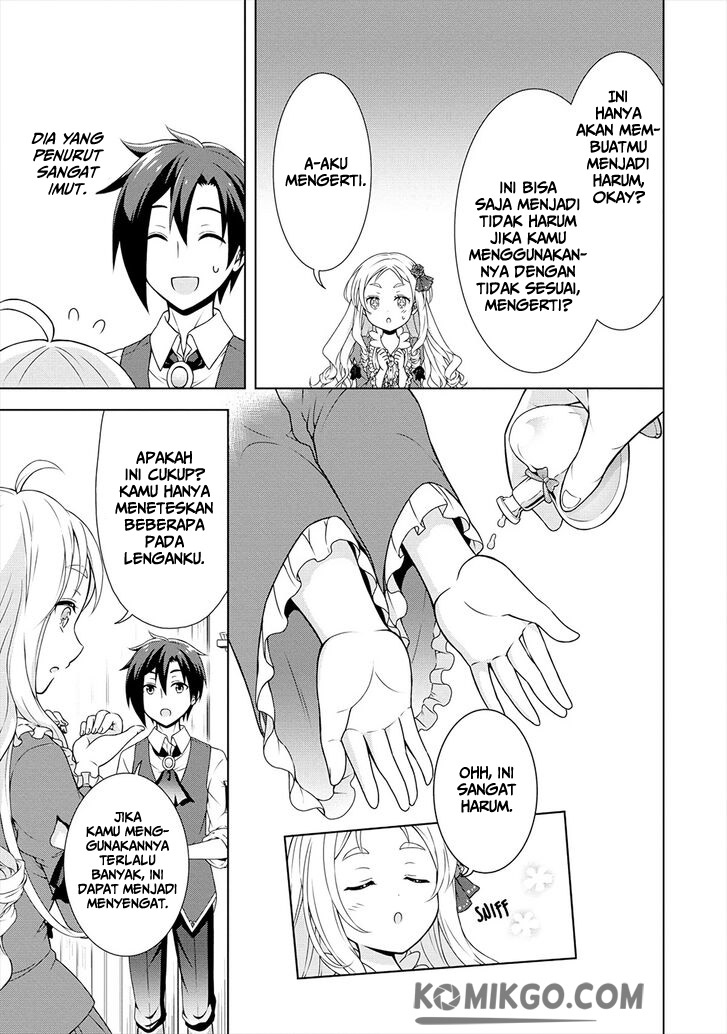 INI
HANYA
AKAN MEM-
BUATMU
MENJADI
HARUM,
OKAY?
INI BISA
SAJA MENJADI
TIDAK HARUM
JIKA KAMU
MENGGUNAKAN-
NYA DENGAN
TIDAK SESUAI,
MENGERTI?
A-AKU
MENGERTI.
DIA YANG
PENURUT
SANGAT
IMUT.
OHH, INI
SANGAT
HARUM.
SNIFF
APAKAH
INI CUKUP?
KAMU HANYA
MENETESKAN
BEBERAPA
PADA
LENGANKU.
JIKA
KAMU MENG-
GUNAKANNYA
TERLALU
BANYAK, INI
DAPAT MENJADI
MENYENGAT.
KOMIKGO.COM